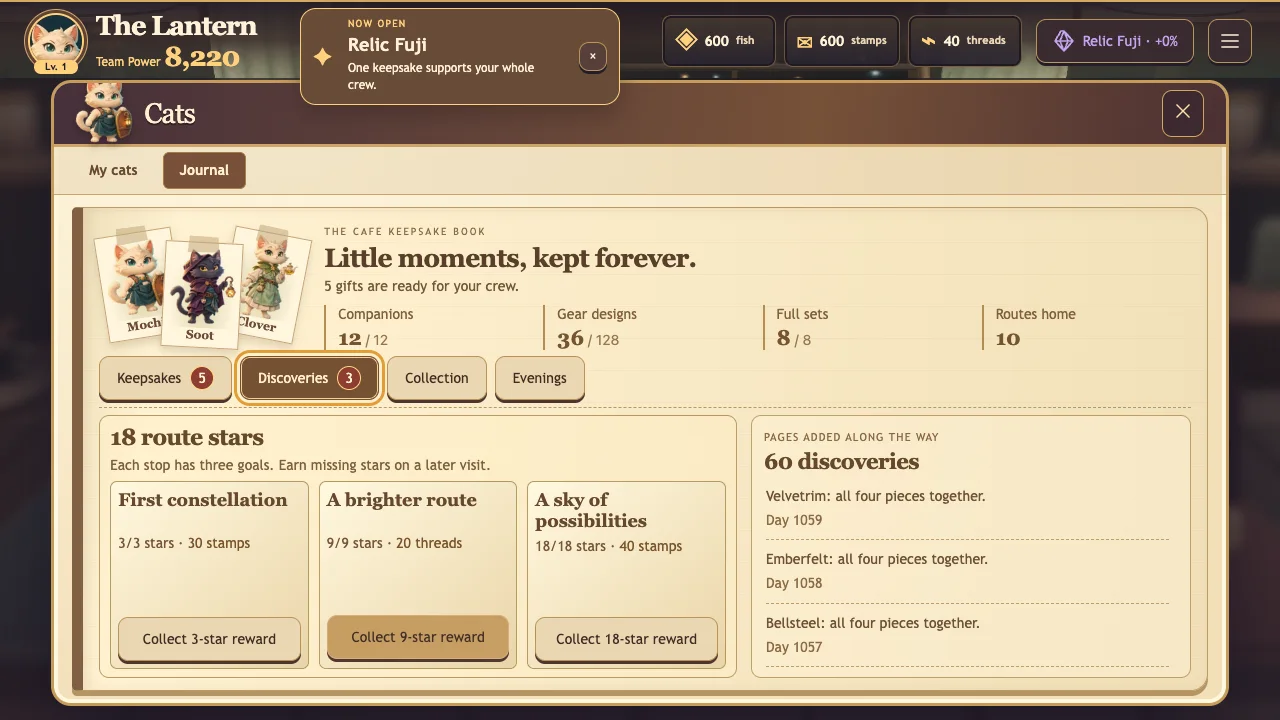 The Lantern
Lv. 1
Team Power 8,220
NOW OPEN
Relic Fuji
One keepsake supports your whole
crew.
×
600 fish
600 stamps
40 threads
Relic Fuji · +0%
Cats
My cats
Journal
Moch
Soot
Clover
THE CAFE KEEPSAKE BOOK
Little moments, kept forever.
5 gifts are ready for your crew.
Companions
12 / 12
Gear designs
36 / 128
Full sets
8 / 8
Routes home
10
Keepsakes 5
Discoveries 3
Collection
Evenings
18 route stars
Each stop has three goals. Earn missing stars on a later visit.
First constellation
3/3 stars · 30 stamps
Collect 3-star reward
A brighter route
9/9 stars · 20 threads
Collect 9-star reward
A sky of
possibilities
18/18 stars · 40 stamps
Collect 18-star reward
PAGES ADDED ALONG THE WAY
60 discoveries
Velvetrim: all four pieces together.
Day 1059
Emberfelt: all four pieces together.
Day 1058
Bellsteel: all four pieces together.
Day 1057